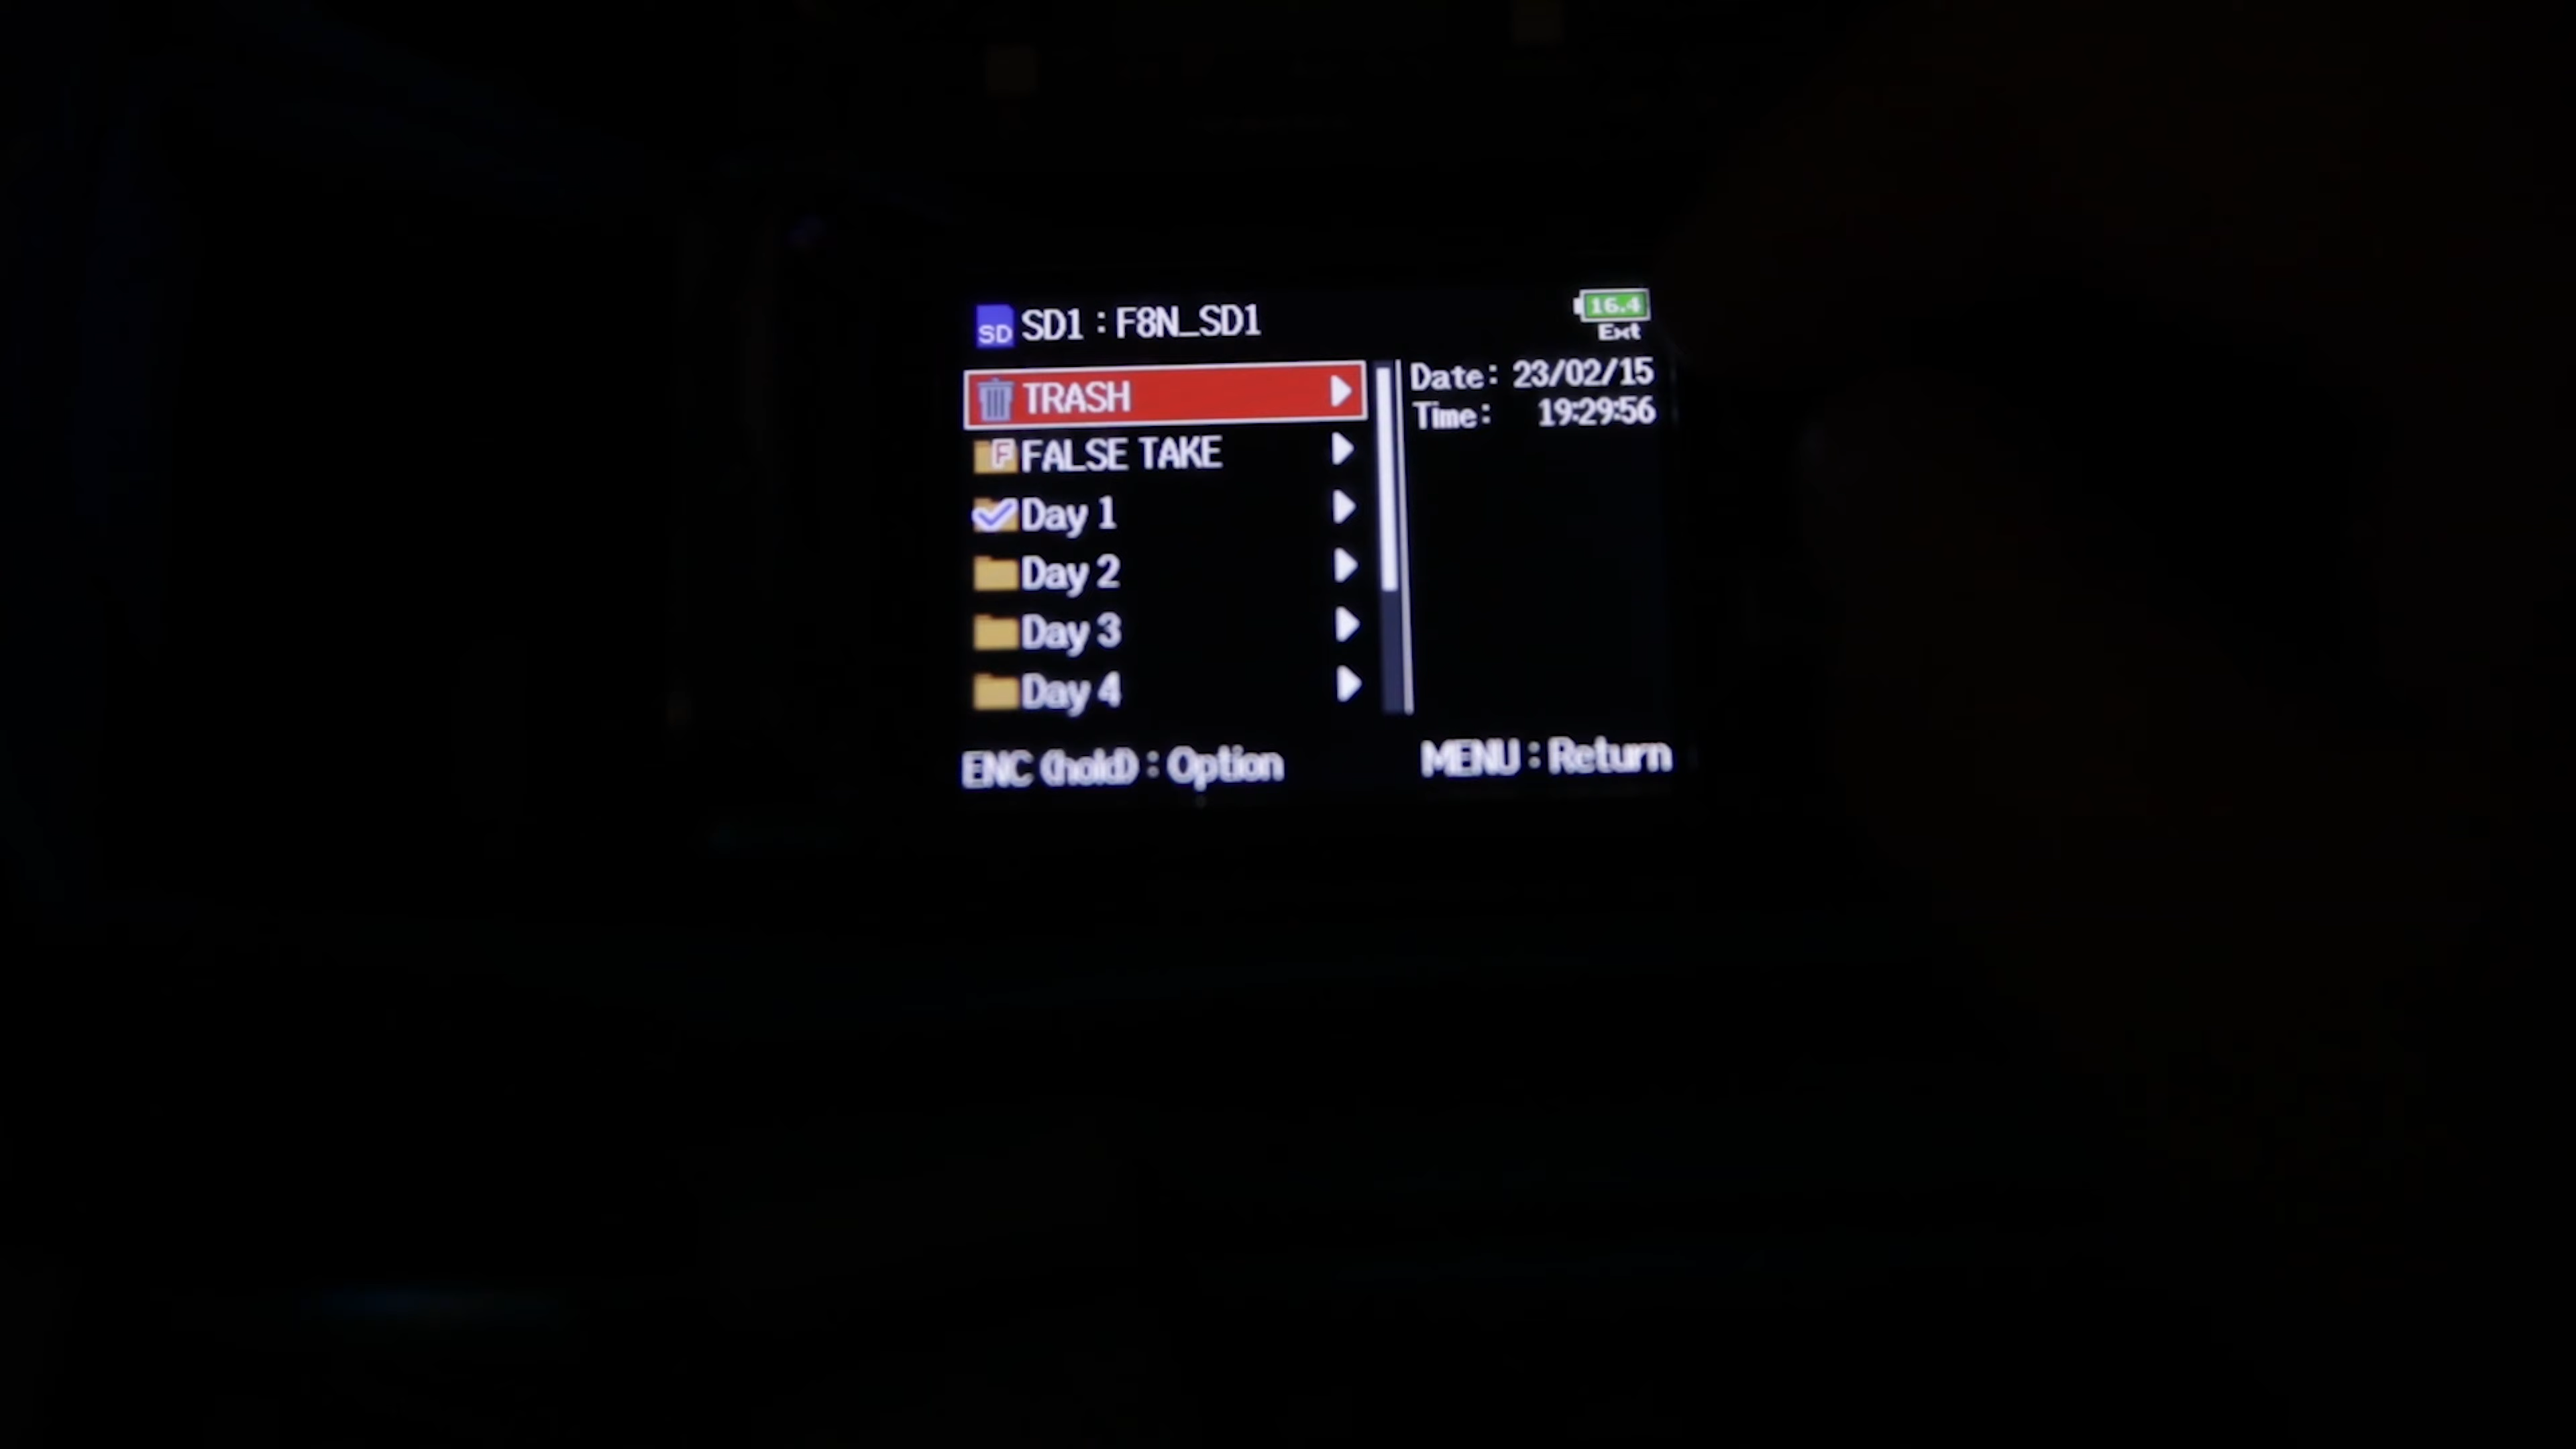 SD SD1 : F8N_SD1
16.4
Ext
TRASH
F FALSE TAKE
Day 1
Day 2
Day 3
Day 4
Date: 23/02/15
Time: 19:29:56
ENC (hold) : Option
MENU : Return